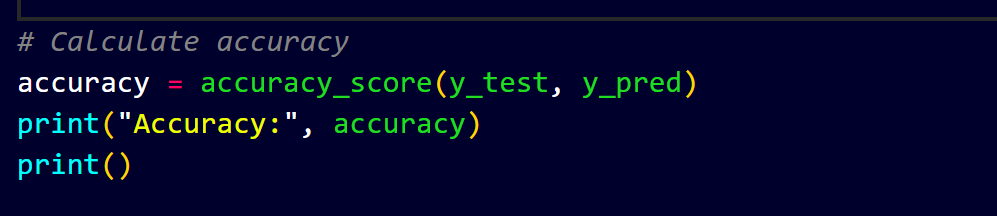 # Calculate accuracy
accuracy = accuracy_score(y_test, y_pred)
print("Accuracy:", accuracy)
print()